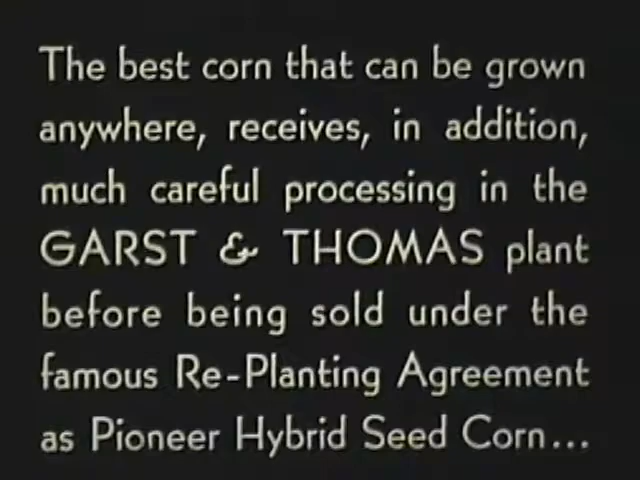 The best corn that can be grown
anywhere, receives, in addition,
much careful processing in the
GARST & THOMAS plant
before being sold under the
famous Re-Planting Agreement
as Pioneer Hybrid Seed Corn...